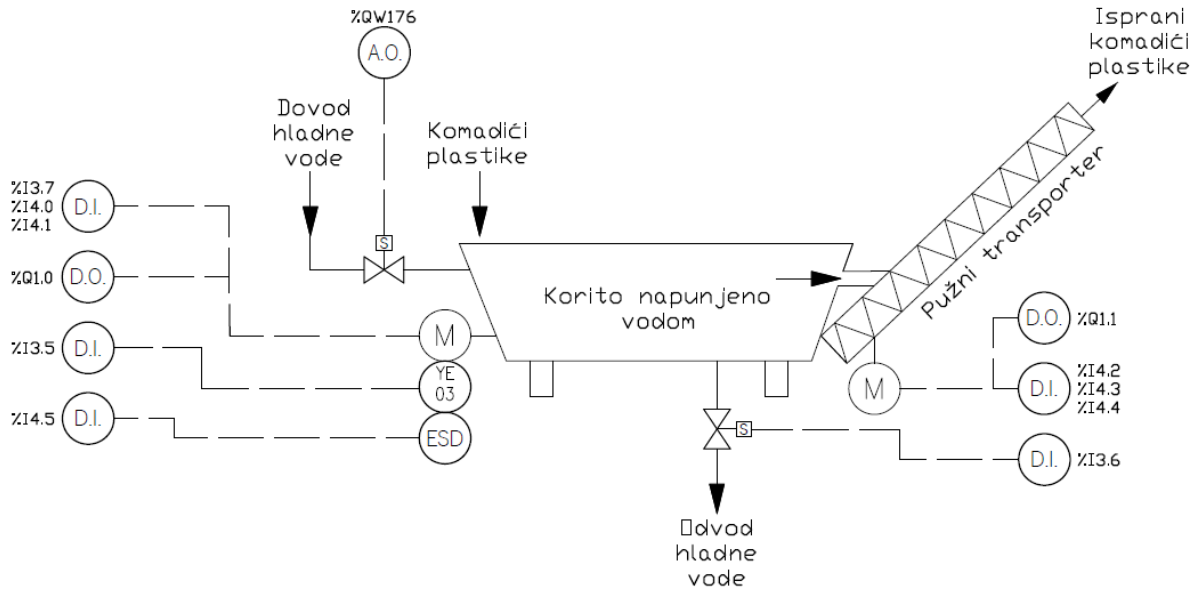 %QW176
A.O.
Isprani
komadići
plastike
Dovod
hladne
vode
Komadići
plastike
%I3.7
%I4.0
%I4.1
D.I.
%Q1.0
D.O.
S
Korito napunjeno
vodom
Pužni transporter
M
D.O.
%Q1.1
%I3.5
D.I.
YE
03
M
D.I.
%I4.2
%I4.3
%I4.4
%I4.5
D.I.
ESD
S
D.I.
%I3.6
▯dvod
hladne
vode